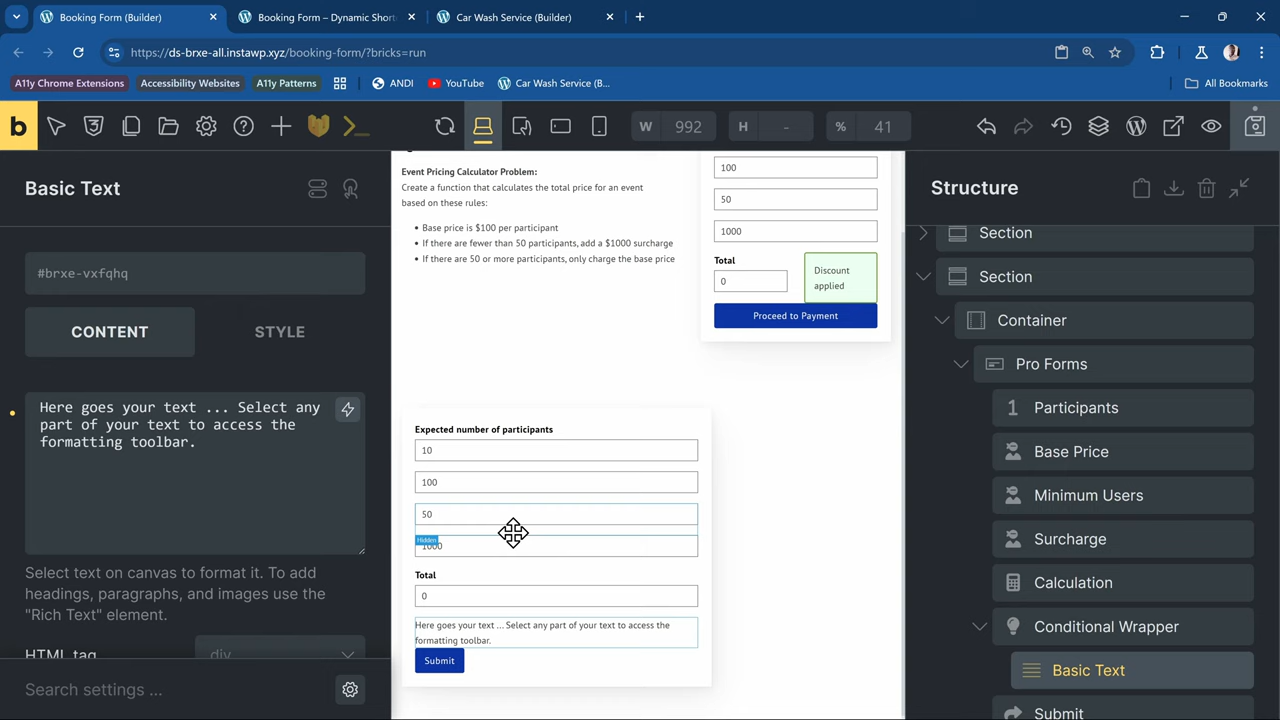 Booking Form (Builder)
Booking Form – Dynamic Short
Car Wash Service (Builder)
https://ds-brxe-all.instawp.xyz/booking-form/?bricks=run
A11y Chrome Extensions
Accessibility Websites
A11y Patterns
ANDI
YouTube
Car Wash Service (B...
All Bookmarks
b
W 992
H -
% 41
Basic Text
#brxe-vxfqhq
CONTENT
STYLE
Here goes your text ... Select any
part of your text to access the
formatting toolbar.
Select text on canvas to format it. To add
headings, paragraphs, and images use the
"Rich Text" element.
HTML tag
div
Search settings ...
Event Pricing Calculator Problem:
Create a function that calculates the total price for an event
based on these rules:
• Base price is $100 per participant
• If there are fewer than 50 participants, add a $1000 surcharge
• If there are 50 or more participants, only charge the base price
100
50
1000
Total
0
Discount
applied
Proceed to Payment
Expected number of participants
10
100
50
Hidden
1000
Total
0
Here goes your text ... Select any part of your text to access the
formatting toolbar.
Submit
Structure
Section
Section
Container
Pro Forms
1 Participants
Base Price
Minimum Users
Surcharge
Calculation
Conditional Wrapper
Basic Text
Submit